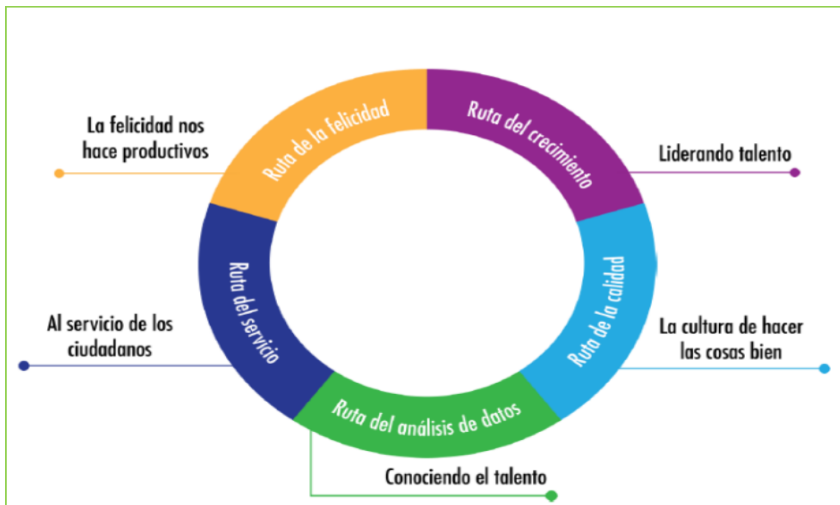 La felicidad nos
hace productivos
Ruta de la felicidad
Ruta del crecimiento
Liderando talento
Ruta del servicio
Ruta de la calidad
Al servicio de los
ciudadanos
La cultura de hacer
las cosas bien
Ruta del análisis de datos
Conociendo el talento